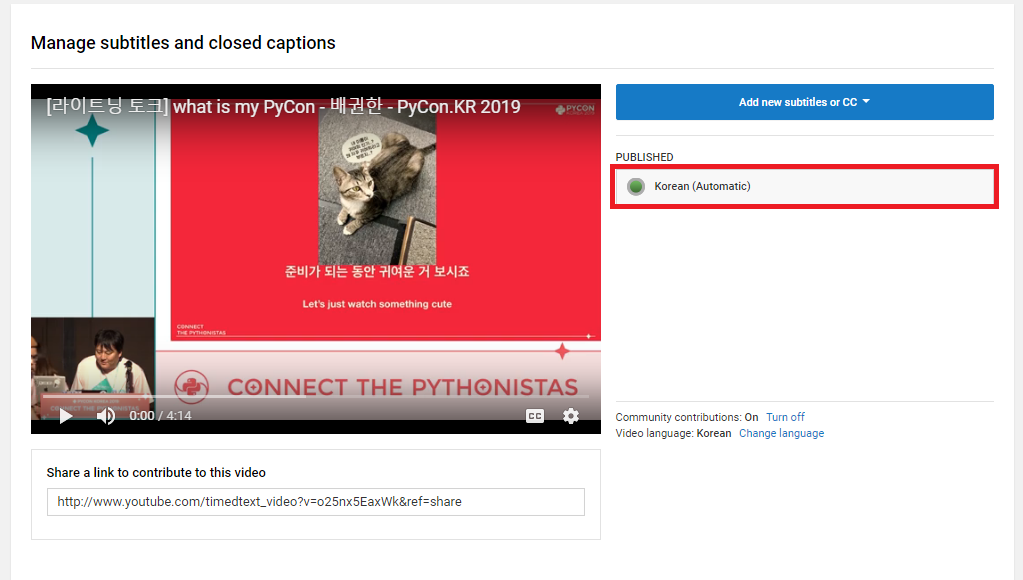 Manage subtitles and closed captions
[라이트닝 토크] what is my PyCon - 배권한 - PyCon.KR 2019
PYCON
준비가 되는 동안 귀여운 거 보시죠
Let's just watch something cute
CONNECT
THE PYTHONISTAS
CONNECT THE PYTHONISTAS
0:00 / 4:14
CC
Share a link to contribute to this video
http://www.youtube.com/timedtext_video?v=o25nx5EaxWk&ref=share
Add new subtitles or CC
PUBLISHED
Korean (Automatic)
Community contributions: On Turn off
Video language: Korean Change language